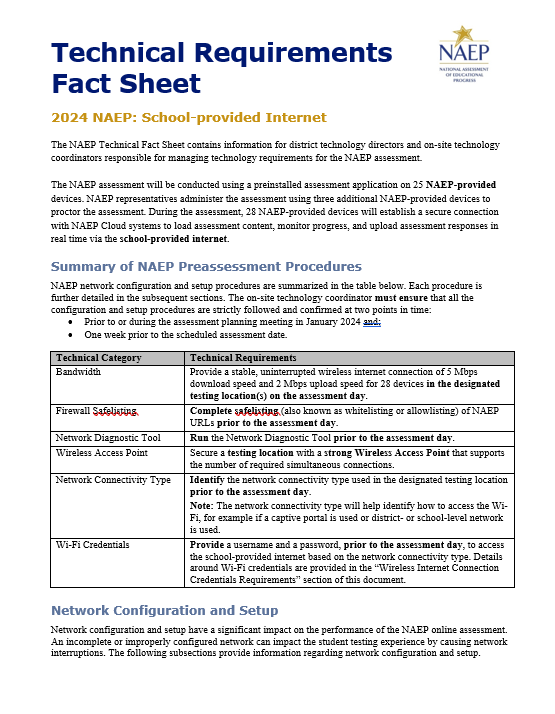 Technical Requirements
Fact Sheet
NAEP
NATIONAL ASSESSMENT
OF EDUCATIONAL
PROGRESS
2024 NAEP: School-provided Internet
The NAEP Technical Fact Sheet contains information for district technology directors and on-site technology
coordinators responsible for managing technology requirements for the NAEP assessment.
The NAEP assessment will be conducted using a preinstalled assessment application on 25 NAEP-provided
devices. NAEP representatives administer the assessment using three additional NAEP-provided devices to
proctor the assessment. During the assessment, 28 NAEP-provided devices will establish a secure connection
with NAEP Cloud systems to load assessment content, monitor progress, and upload assessment responses in
real time via the school-provided internet.
Summary of NAEP Preassessment Procedures
NAEP network configuration and setup procedures are summarized in the table below. Each procedure is
further detailed in the subsequent sections. The on-site technology coordinator must ensure that all the
configuration and setup procedures are strictly followed and confirmed at two points in time:
• Prior to or during the assessment planning meeting in January 2024 and;
• One week prior to the scheduled assessment date.
Technical Category Technical Requirements
Bandwidth Provide a stable, uninterrupted wireless internet connection of 5 Mbps
download speed and 2 Mbps upload speed for 28 devices in the designated
testing location(s) on the assessment day.
Firewall Safelisting Complete safelisting (also known as whitelisting or allowlisting) of NAEP
URLs prior to the assessment day.
Network Diagnostic Tool Run the Network Diagnostic Tool prior to the assessment day.
Wireless Access Point Secure a testing location with a strong Wireless Access Point that supports
the number of required simultaneous connections.
Network Connectivity Type Identify the network connectivity type used in the designated testing location
prior to the assessment day.
Note: The network connectivity type will help identify how to access the Wi-
Fi, for example if a captive portal is used or district- or school-level network
is used.
Wi-Fi Credentials Provide a username and a password, prior to the assessment day, to access
the school-provided internet based on the network connectivity type. Details
around Wi-Fi credentials are provided in the “Wireless Internet Connection
Credentials Requirements” section of this document.
Network Configuration and Setup
Network configuration and setup have a significant impact on the performance of the NAEP online assessment.
An incomplete or improperly configured network can impact the student testing experience by causing network
interruptions. The following subsections provide information regarding network configuration and setup.